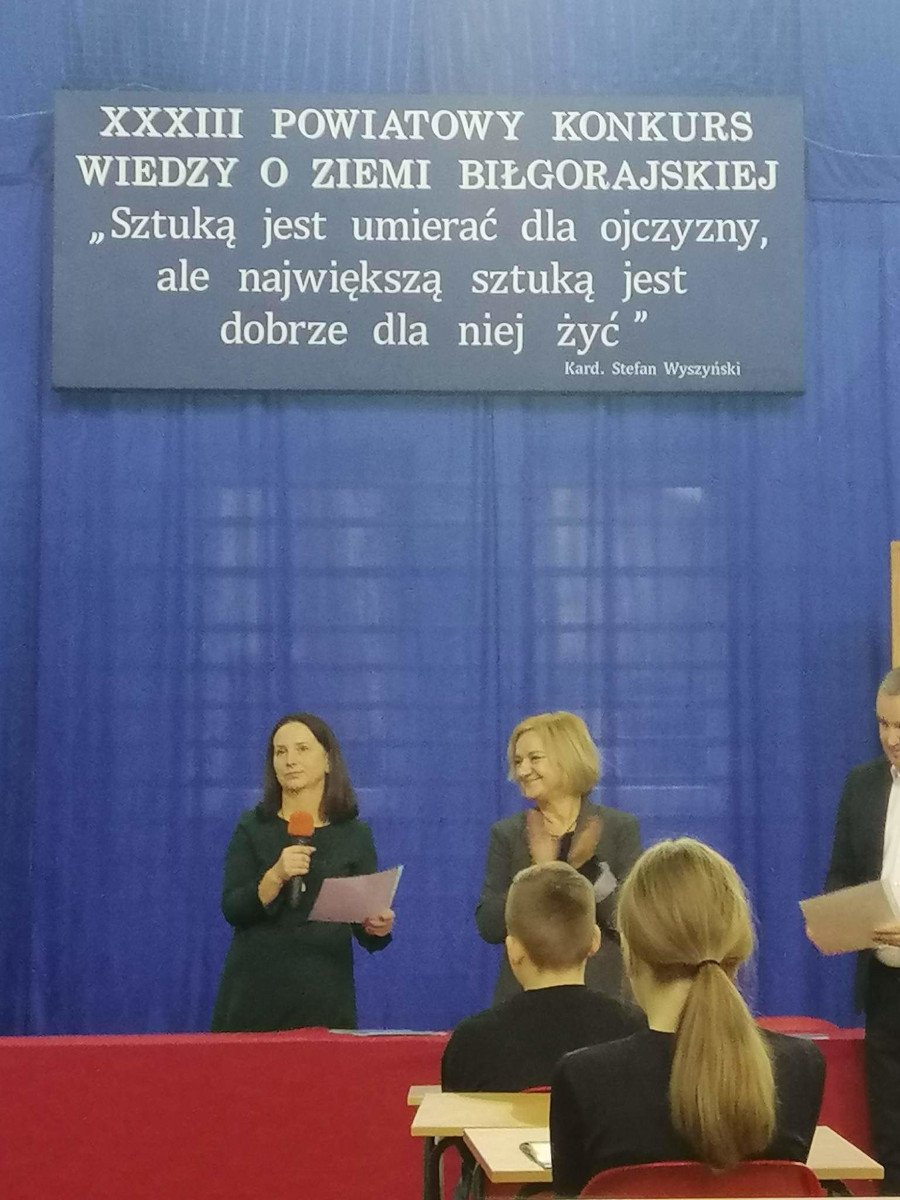 XXXIII POWIATOWY KONKURS
WIEDZY O ZIEMI BIŁGORAJSKIEJ
„Sztuką jest umierać dla ojczyzny,
ale największą sztuką jest
dobrze dla niej żyć”
Kard. Stefan Wyszyński